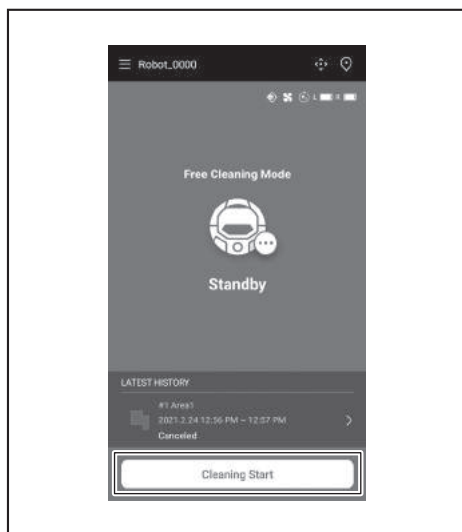 Robot_0000
L R
Free Cleaning Mode
Standby
LATEST HISTORY
#1 Area1
2021.2.24 12:56 PM ~ 12:57 PM
Canceled
Cleaning Start